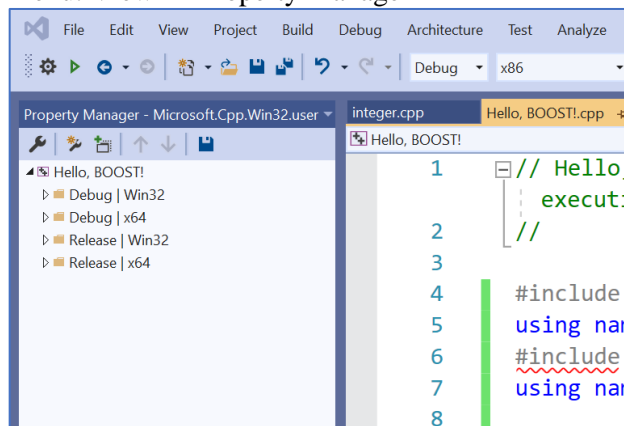 File Edit View Project Build Debug Architecture Test Analyze
Debug x86
Property Manager - Microsoft.Cpp.Win32.user
integer.cpp Hello, BOOST!.cpp
Hello, BOOST!
Hello, BOOST!
Debug | Win32
Debug | x64
Release | Win32
Release | x64
1 // Hello,
executi
2 //
3
4 #include
5 using nam
6 #include
7 using nam
8